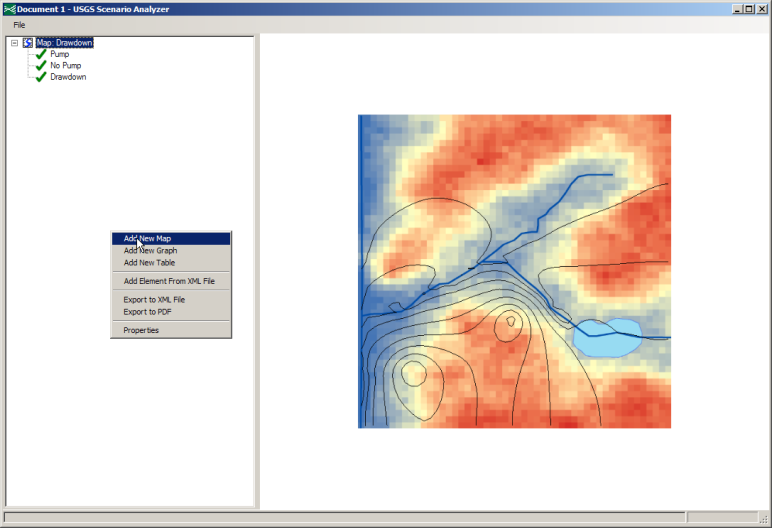 Document 1 - USGS Scenario Analyzer
File
Map: Drawdown
Pump
No Pump
Drawdown
Add New Map
Add New Graph
Add New Table
Add Element From XML File
Export to XML File
Export to PDF
Properties